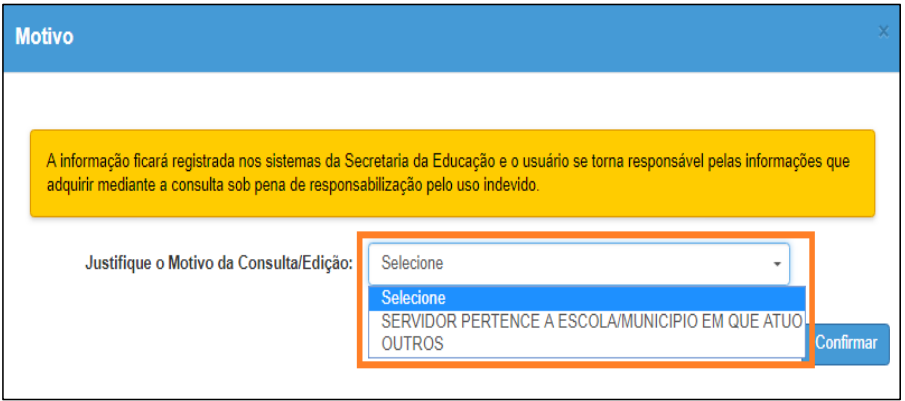 Motivo
×
A informação ficará registrada nos sistemas da Secretaria da Educação e o usuário se torna responsável pelas informações que
adquirir mediante a consulta sob pena de responsabilização pelo uso indevido.
Justifique o Motivo da Consulta/Edição:
Selecione
Selecione
SERVIDOR PERTENCE A ESCOLA/MUNICIPIO EM QUE ATUO
OUTROS
Confirmar